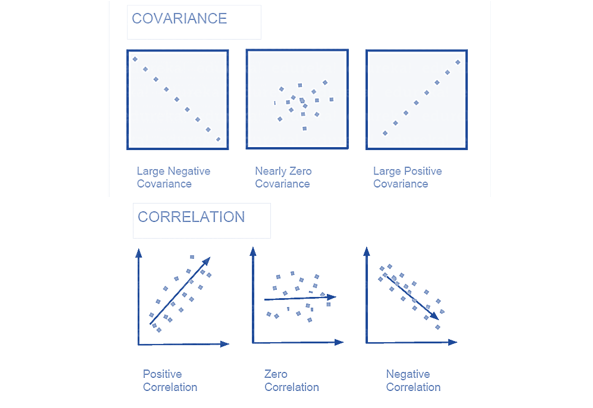 COVARIANCE
Large Negative
Covariance
Nearly Zero
Covariance
Large Positive
Covariance
CORRELATION
Positive
Correlation
Zero
Correlation
Negative
Correlation